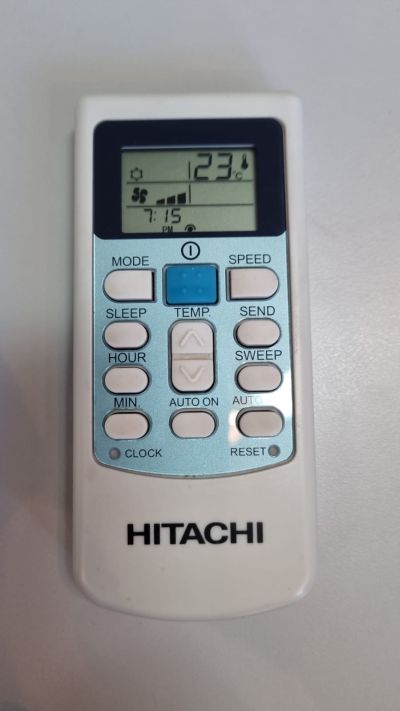 23°C
7:15
PM
MODE
SPEED
SLEEP TEMP. SEND
HOUR SWEEP
MIN. AUTO ON AUTO
CLOCK RESET
HITACHI